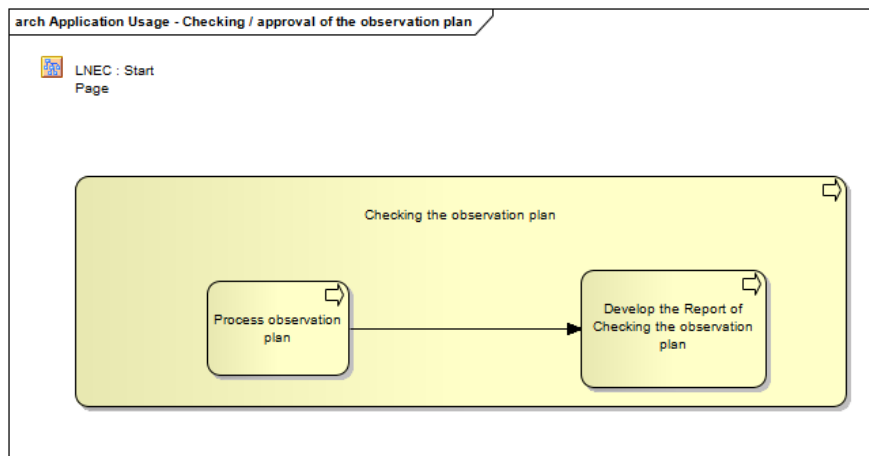 arch Application Usage - Checking / approval of the observation plan
LNEC : Start
Page
Checking the observation plan
Process observation
plan
Develop the Report of
Checking the observation
plan